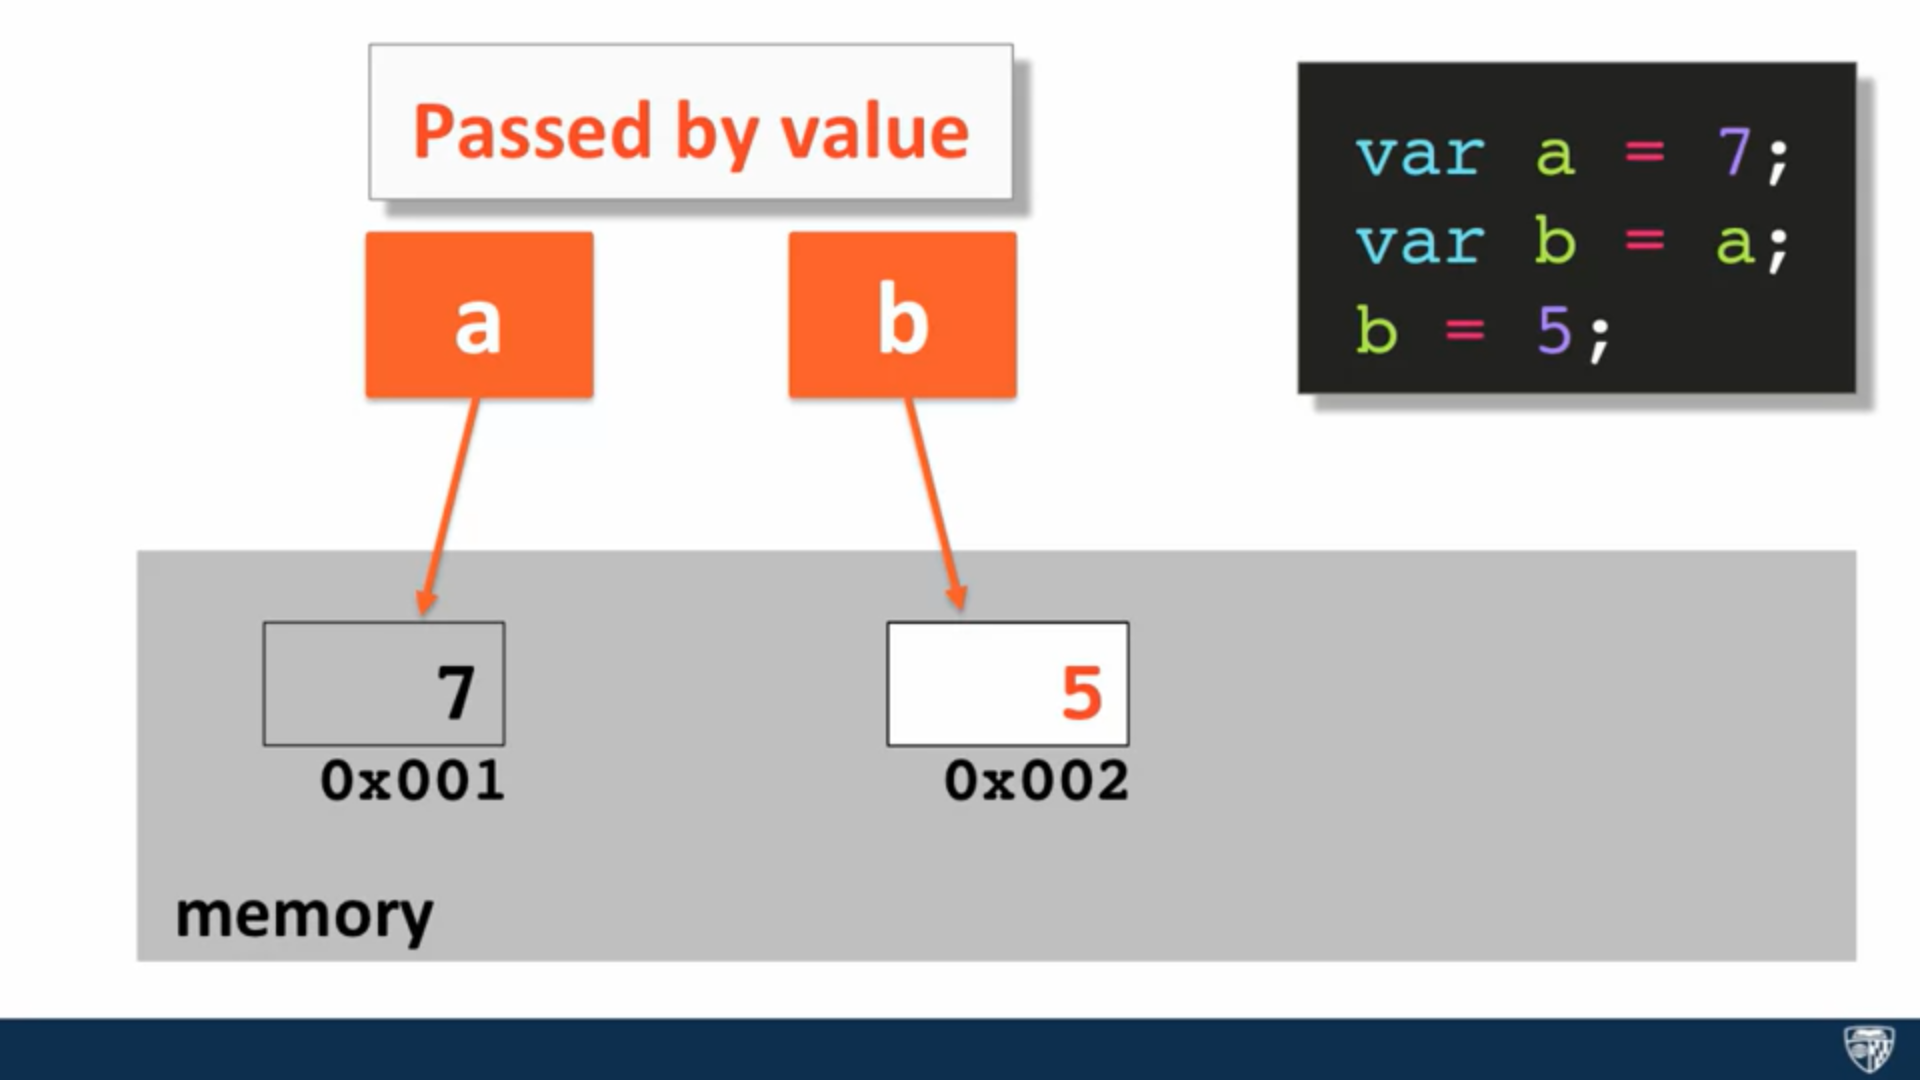 Passed by value
a
b
var a = 7;
var b = a;
b = 5;
7
5
0x001
0x002
memory